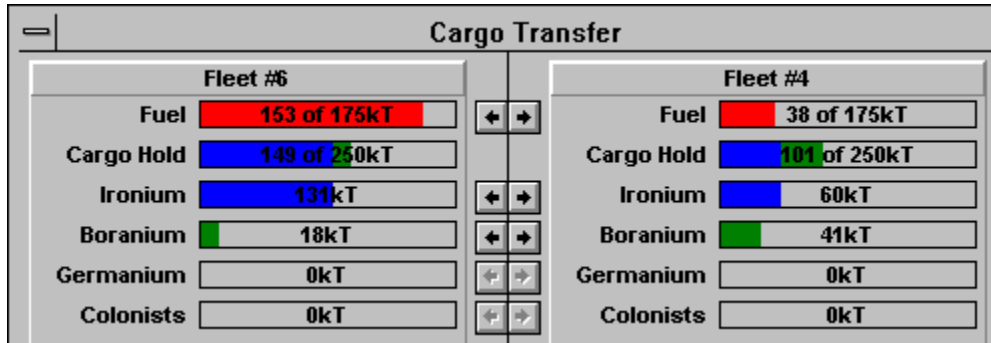 Cargo Transfer
Fleet #6
Fuel 153 of 175kT
Cargo Hold 149 of 250kT
Ironium 131kT
Boranium 18kT
Germanium 0kT
Colonists 0kT
Fleet #4
Fuel 38 of 175kT
Cargo Hold 101 of 250kT
Ironium 60kT
Boranium 41kT
Germanium 0kT
Colonists 0kT